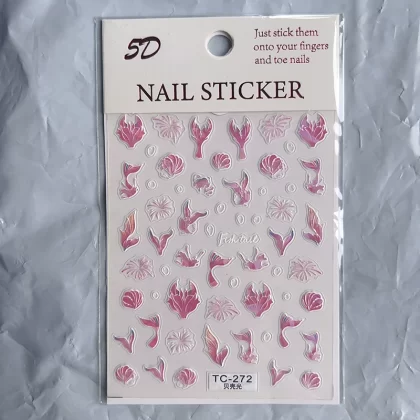 5D
Just stick them
onto your fingers
and toe nails
NAIL STICKER
TC-272
贝壳光